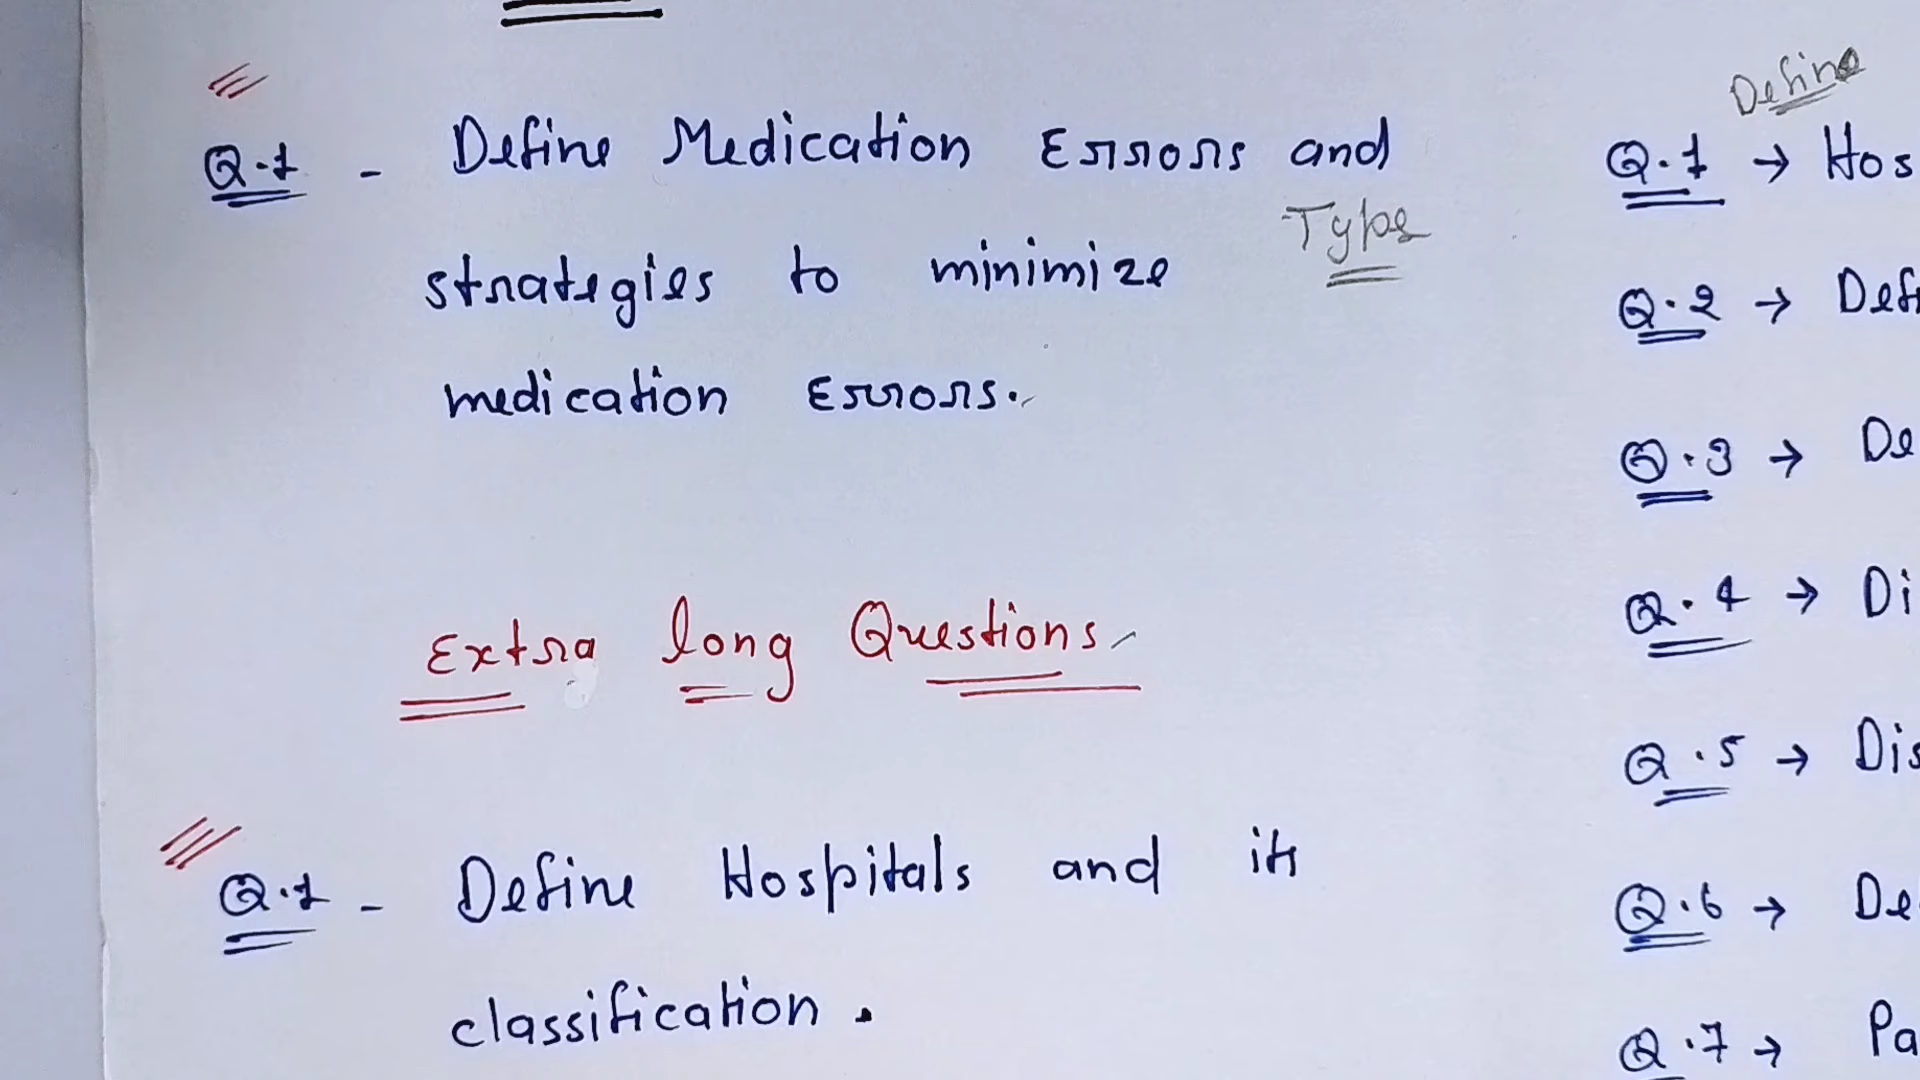 Q.1 - Define Medication Errors and
Type
strategies to minimize
medication Errors.
Extra long Questions
Q.1 - Define Hospitals and its
classification.
Define
Q.1 → Hos
Q.2 → Defi
Q.3 → De
Q.4 → Di
Q.5 → Dis
Q.6 → De
Q.7 → Pa